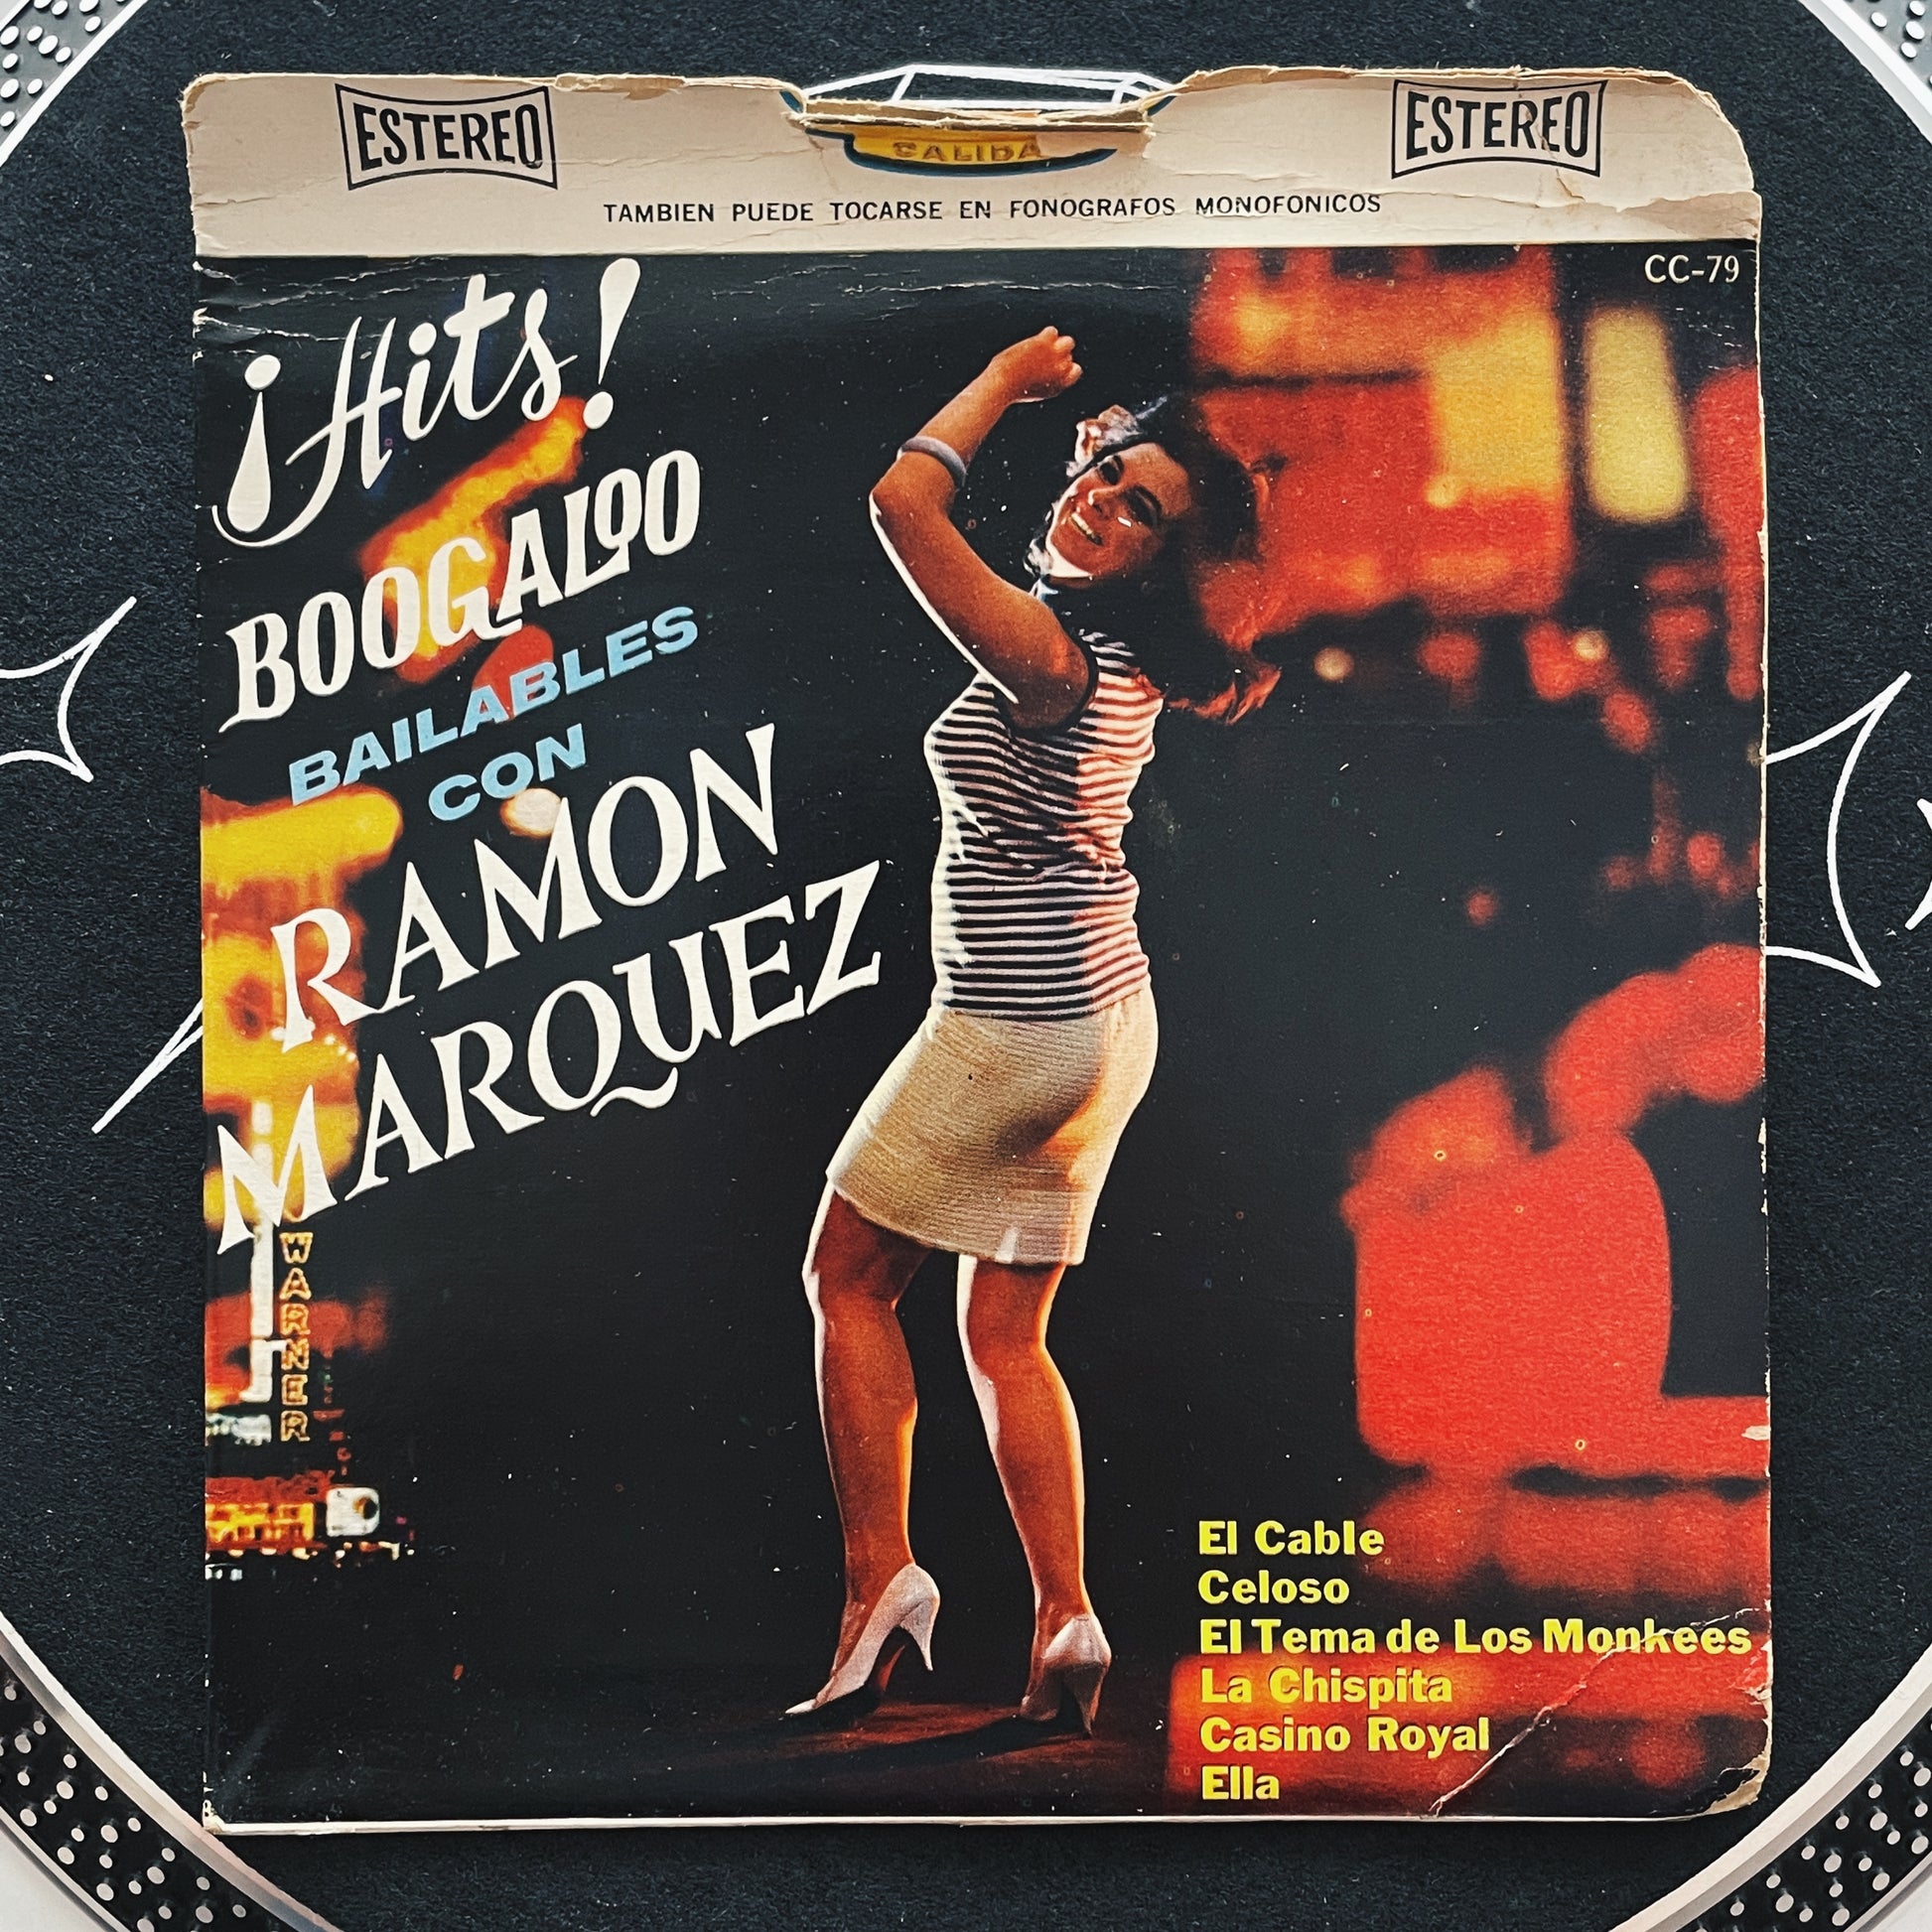 ESTEREO
CALIDA
ESTEREO
TAMBIEN PUEDE TOCARSE EN FONOGRAFOS MONOFONICOS
CC-79
¡Hits!
BOOGALOO
BAILABLES
CON
RAMON
MARQUEZ
WARNER
El Cable
Celoso
El Tema de Los Monkees
La Chispita
Casino Royal
Ella